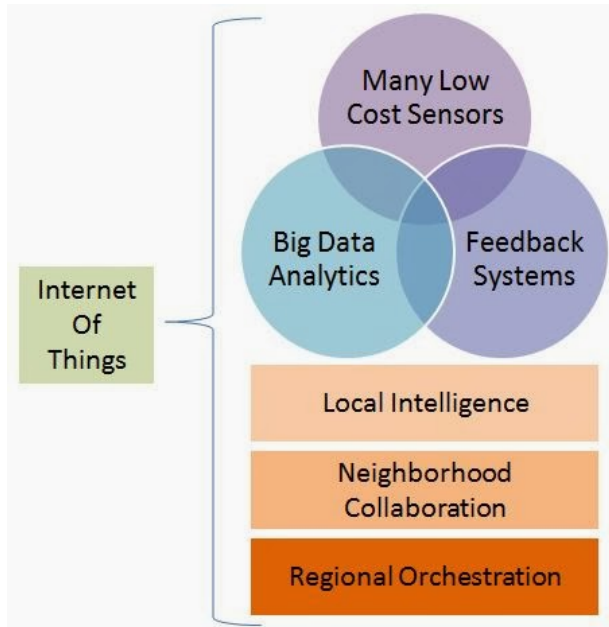 Many Low
Cost Sensors
Big Data
Analytics
Feedback
Systems
Internet
Of
Things
Local Intelligence
Neighborhood
Collaboration
Regional Orchestration